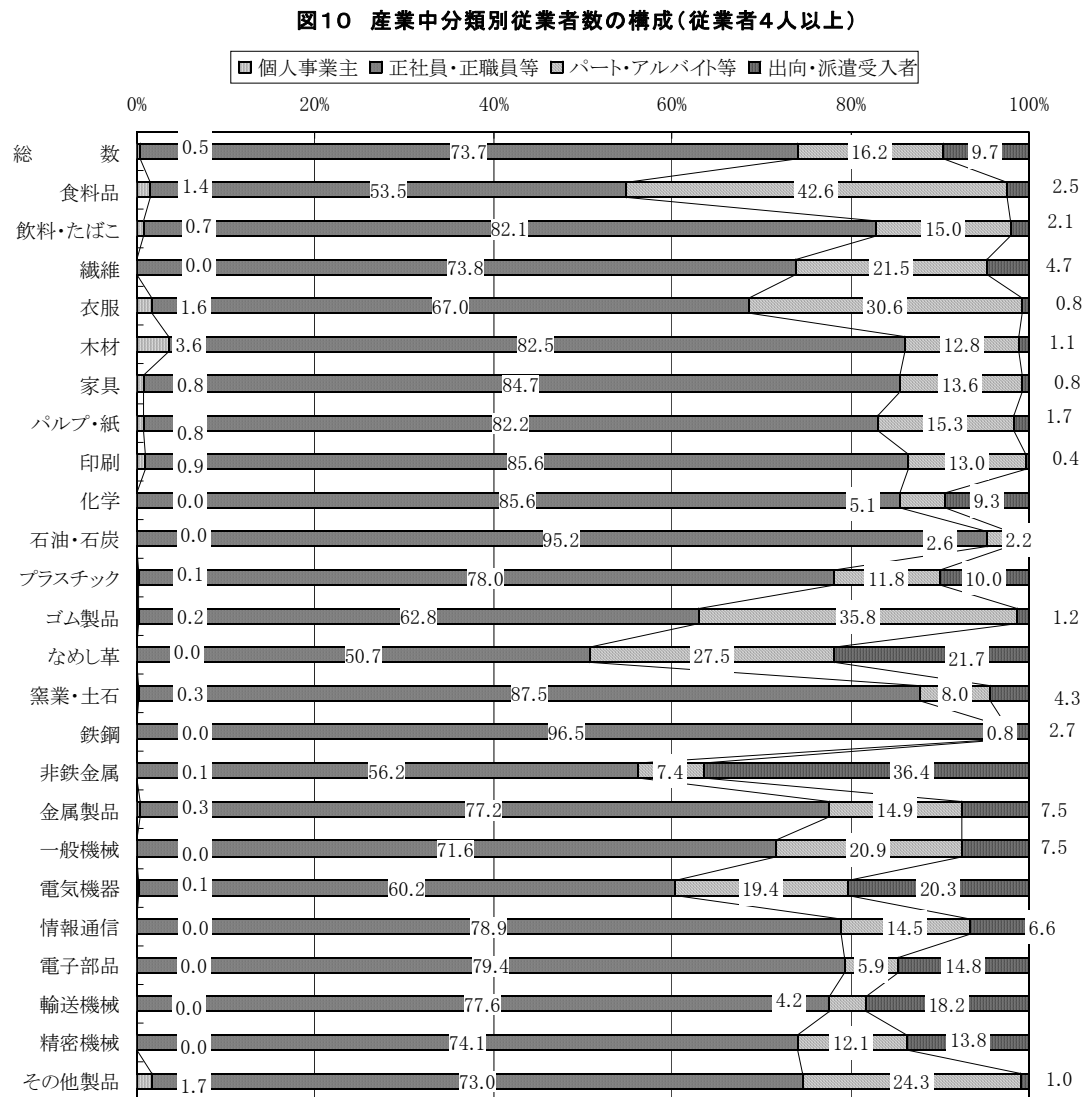 図10 産業中分類別従業者数の構成(従業者4人以上)
個人事業主 正社員・正職員等 パート・アルバイト等 出向・派遣受入者
0% 20% 40% 60% 80% 100%
総 数 0.5 73.7 16.2 9.7
食料品 1.4 53.5 42.6 2.5
飲料・たばこ 0.7 82.1 15.0 2.1
繊維 0.0 73.8 21.5 4.7
衣服 1.6 67.0 30.6 0.8
木材 3.6 82.5 12.8 1.1
家具 0.8 84.7 13.6 0.8
パルプ・紙 0.8 82.2 15.3 1.7
印刷 0.9 85.6 13.0 0.4
化学 0.0 85.6 5.1 9.3
石油・石炭 0.0 95.2 2.6 2.2
プラスチック 0.1 78.0 11.8 10.0
ゴム製品 0.2 62.8 35.8 1.2
なめし革 0.0 50.7 27.5 21.7
窯業・土石 0.3 87.5 8.0 4.3
鉄鋼 0.0 96.5 0.8 2.7
非鉄金属 0.1 56.2 7.4 36.4
金属製品 0.3 77.2 14.9 7.5
一般機械 0.0 71.6 20.9 7.5
電気機器 0.1 60.2 19.4 20.3
情報通信 0.0 78.9 14.5 6.6
電子部品 0.0 79.4 5.9 14.8
輸送機械 0.0 77.6 4.2 18.2
精密機械 0.0 74.1 12.1 13.8
その他製品 1.7 73.0 24.3 1.0